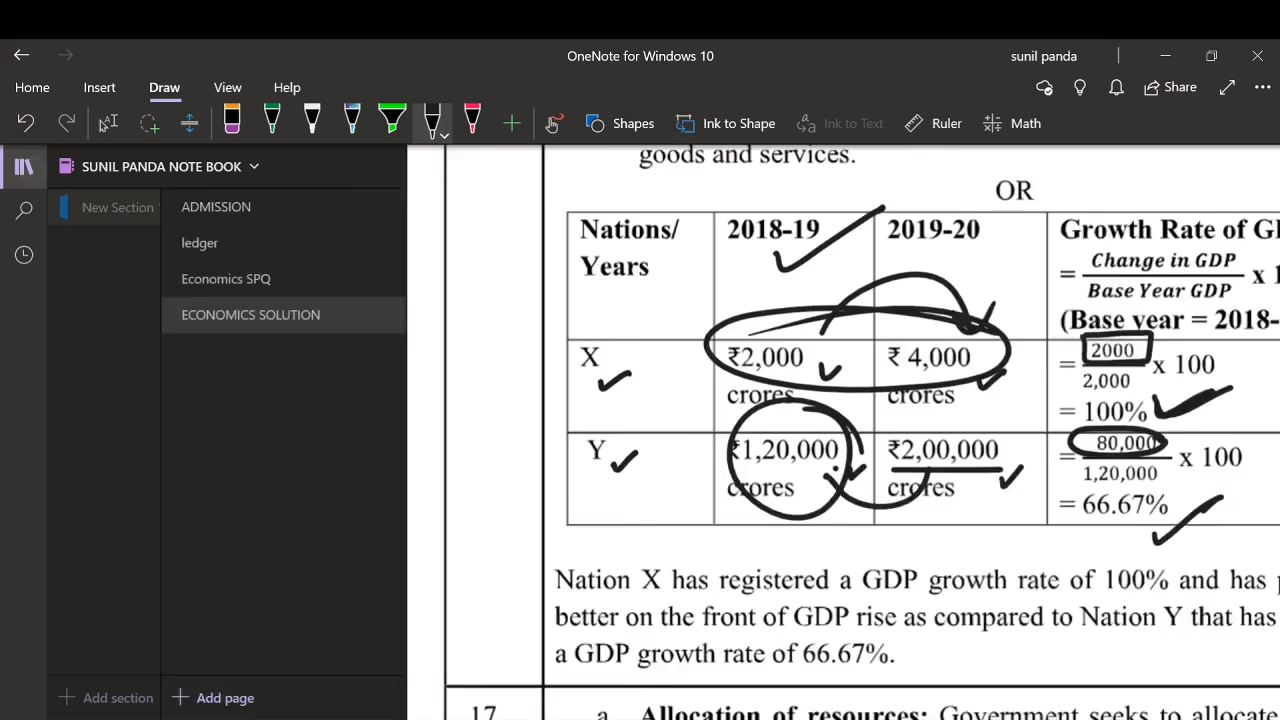 OneNote for Windows 10
sunil panda
Home Insert Draw View Help
Share
Shapes Ink to Shape Ink to Text Ruler Math
SUNIL PANDA NOTE BOOK
New Section
ADMISSION
ledger
Economics SPQ
ECONOMICS SOLUTION
Add section
Add page
goods and services.
OR
Nations/ Years
2018-19
2019-20
Growth Rate of
= Change in GDP / Base Year GDP x
(Base year = 2018-
X
₹2,000 crores
₹ 4,000 crores
= 2000 / 2,000 x 100
= 100%
Y
₹1,20,000 crores
₹2,00,000 crores
= 80,000 / 1,20,000 x 100
= 66.67%
Nation X has registered a GDP growth rate of 100% and has
better on the front of GDP rise as compared to Nation Y that has
a GDP growth rate of 66.67%.
17
a. Allocation of resources: Government seeks to allocate